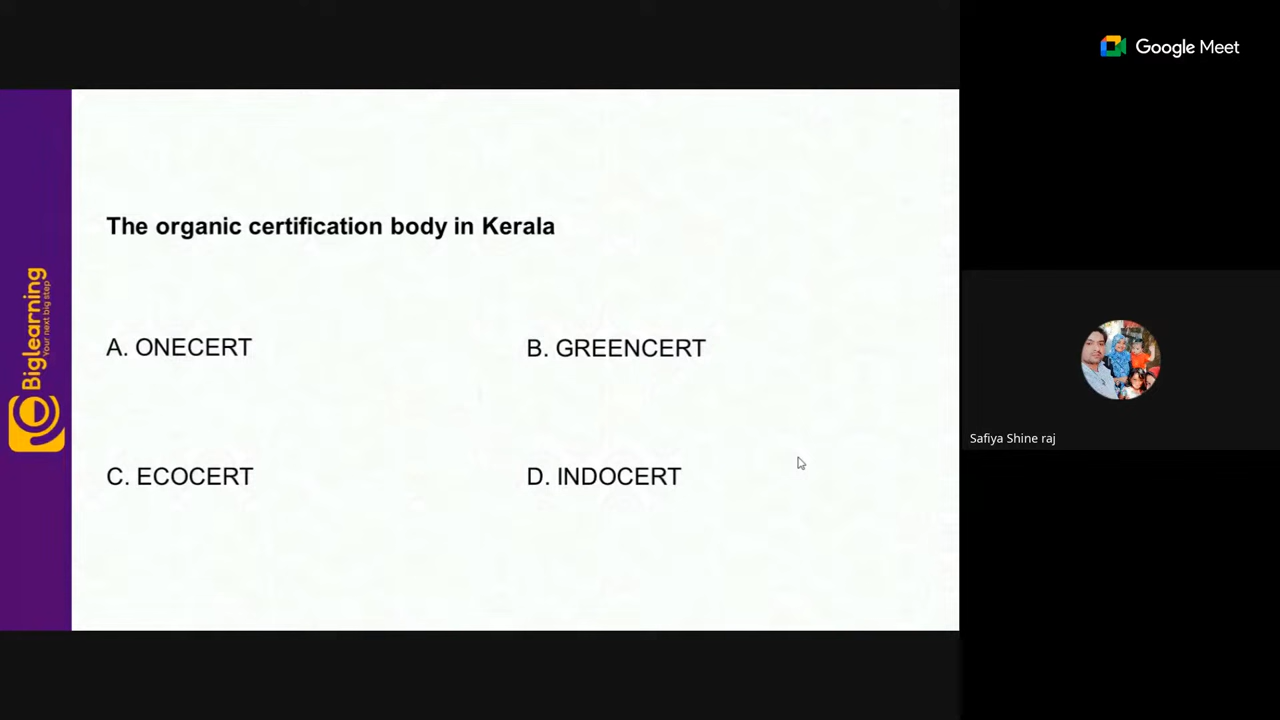 Google Meet
The organic certification body in Kerala
A. ONECERT
B. GREENCERT
C. ECOCERT
D. INDOCERT
Biglearning
Your next big step
Safiya Shine raj